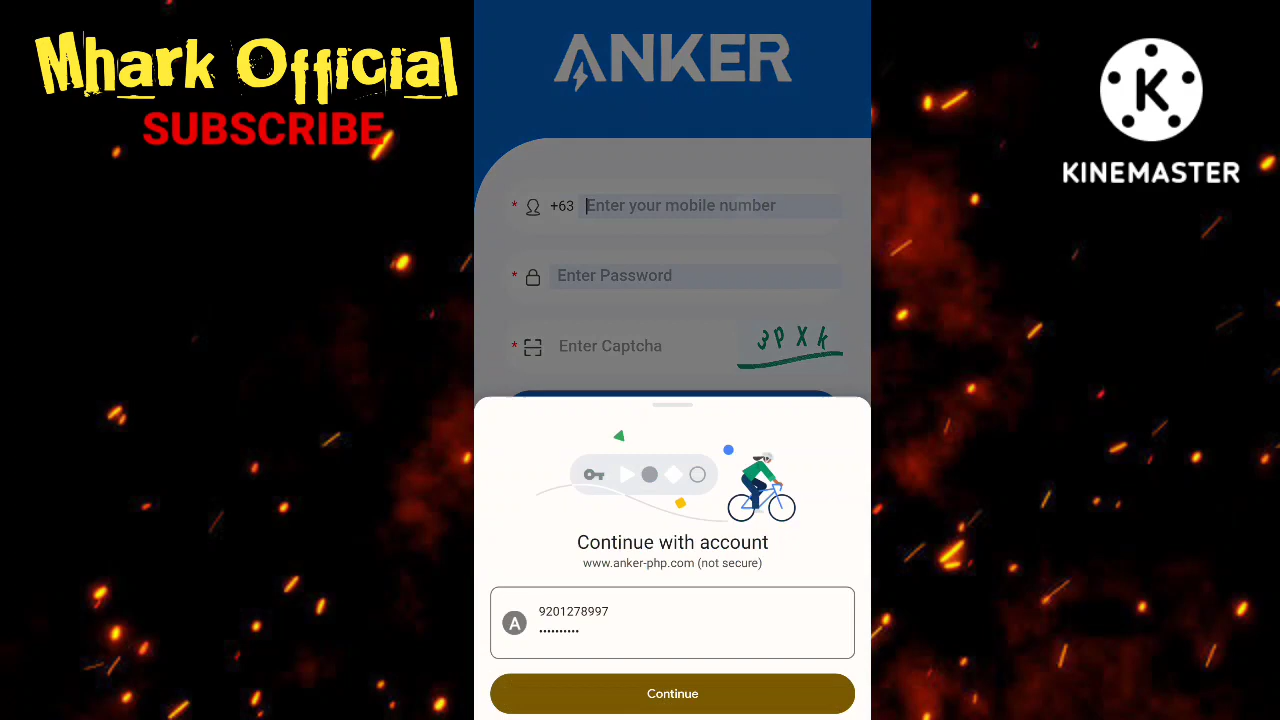 Mhark Official
SUBSCRIBE
ANKER
* +63 Enter your mobile number
* Enter Password
* Enter Captcha 3PXk
Continue with account
www.anker-php.com (not secure)
A
9201278997
••••••••••
Continue
K
KINEMASTER